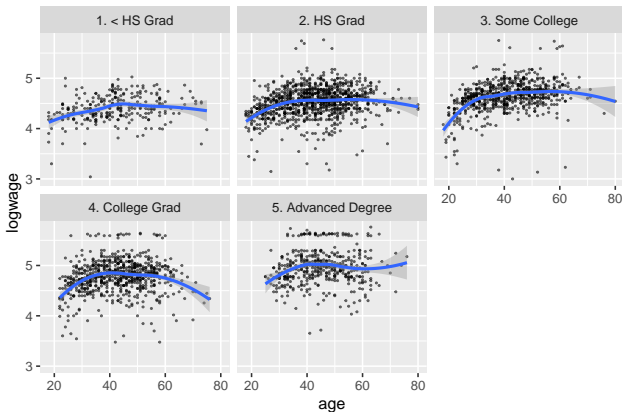 1. < HS Grad
2. HS Grad
3. Some College
5
4
3
20 40 60 80
4. College Grad
5. Advanced Degree
5
4
3
20 40 60 80
20 40 60 80
logwage
age